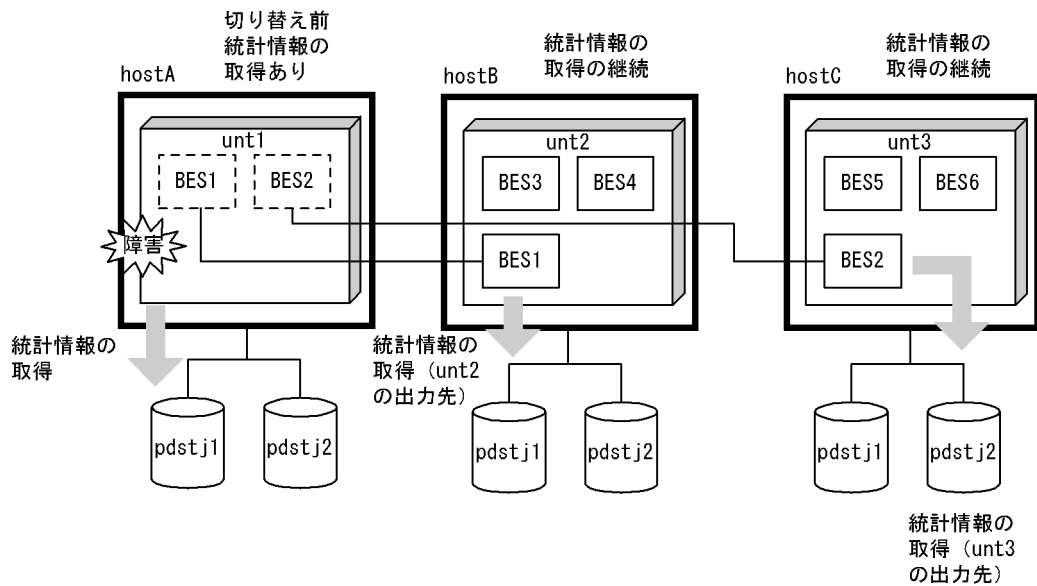 切り替え前
統計情報の
取得あり
統計情報の
取得の継続
統計情報の
取得の継続
hostA
hostB
hostC
unt1
unt2
unt3
BES1
BES2
BES3
BES4
BES5
BES6
障害
BES1
BES2
統計情報の
取得
統計情報の
取得（unt2
の出力先）
pdstj1
pdstj2
pdstj1
pdstj2
pdstj1
pdstj2
統計情報の
取得（unt3
の出力先）